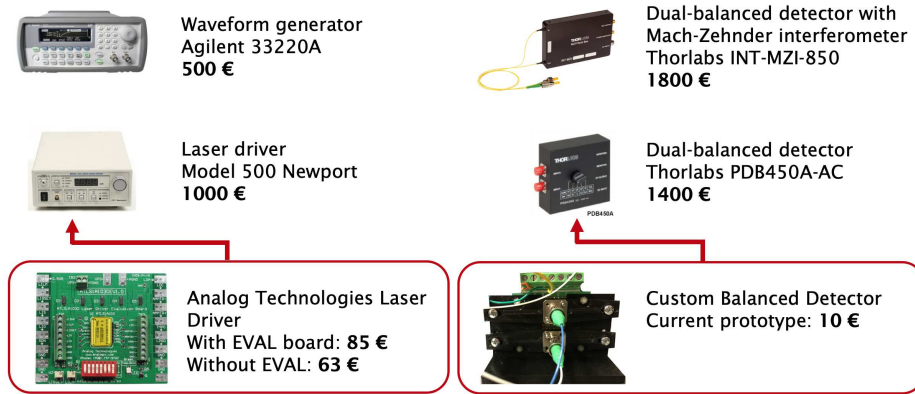 Waveform generator
Agilent 33220A
500 €
Dual-balanced detector with
Mach-Zehnder interferometer
Thorlabs INT-MZI-850
1800 €
Laser driver
Model 500 Newport
1000 €
THORLABS
Dual-balanced detector
Thorlabs PDB450A-AC
1400 €
PDB450A
Analog Technologies Laser
Driver
With EVAL board: 85 €
Without EVAL: 63 €
Custom Balanced Detector
Current prototype: 10 €